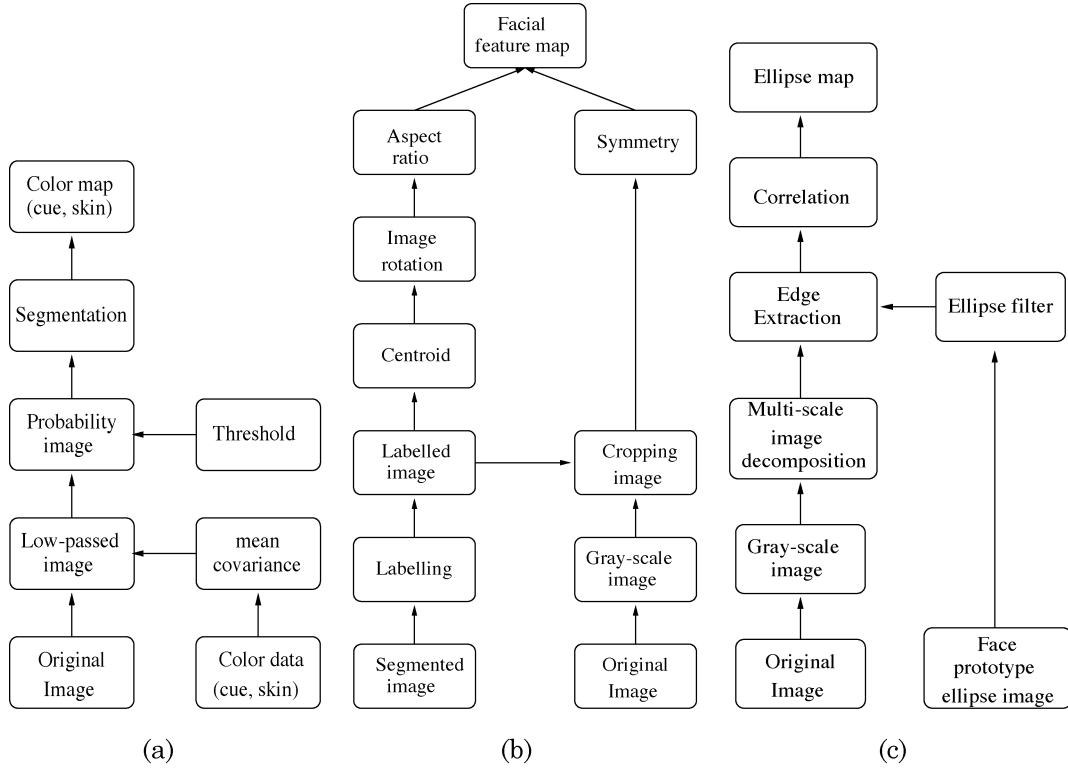 Color map
(cue, skin)
Segmentation
Probability
image
Threshold
Low-passed
image
mean
covariance
Original
Image
Color data
(cue, skin)
(a)
Facial
feature map
Aspect
ratio
Symmetry
Image
rotation
Centroid
Labelled
image
Cropping
image
Labelling
Gray-scale
image
Segmented
image
Original
Image
(b)
Ellipse map
Correlation
Edge
Extraction
Ellipse filter
Multi-scale
image
decomposition
Gray-scale
image
Original
Image
Face
prototype
ellipse image
(c)